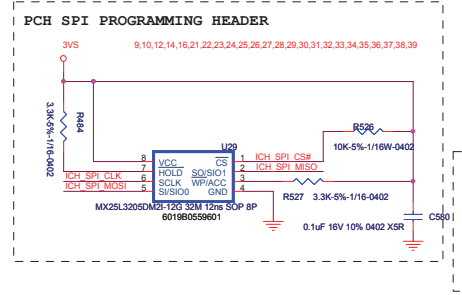 PCH SPI PROGRAMMING HEADER
3VS
9,10,12,14,16,21,22,23,24,25,26,27,28,29,30,31,32,33,34,35,36,37,38,39
3.3K-5%-1/16-0402
R484
R526
10K-5%-1/16W-0402
U29
8 VCC CS 1 ICH_SPI_CS#
7 HOLD SO/SIO1 2 ICH_SPI_MISO
ICH_SPI_CLK 6 SCLK WP/ACC 3
ICH_SPI_MOSI 5 SI/SIO0 GND 4
R527 3.3K-5%-1/16-0402
MX25L3205DM2I-12G 32M 12ns SOP 8P
6019B0559601
C580
0.1uF 16V 10% 0402 X5R